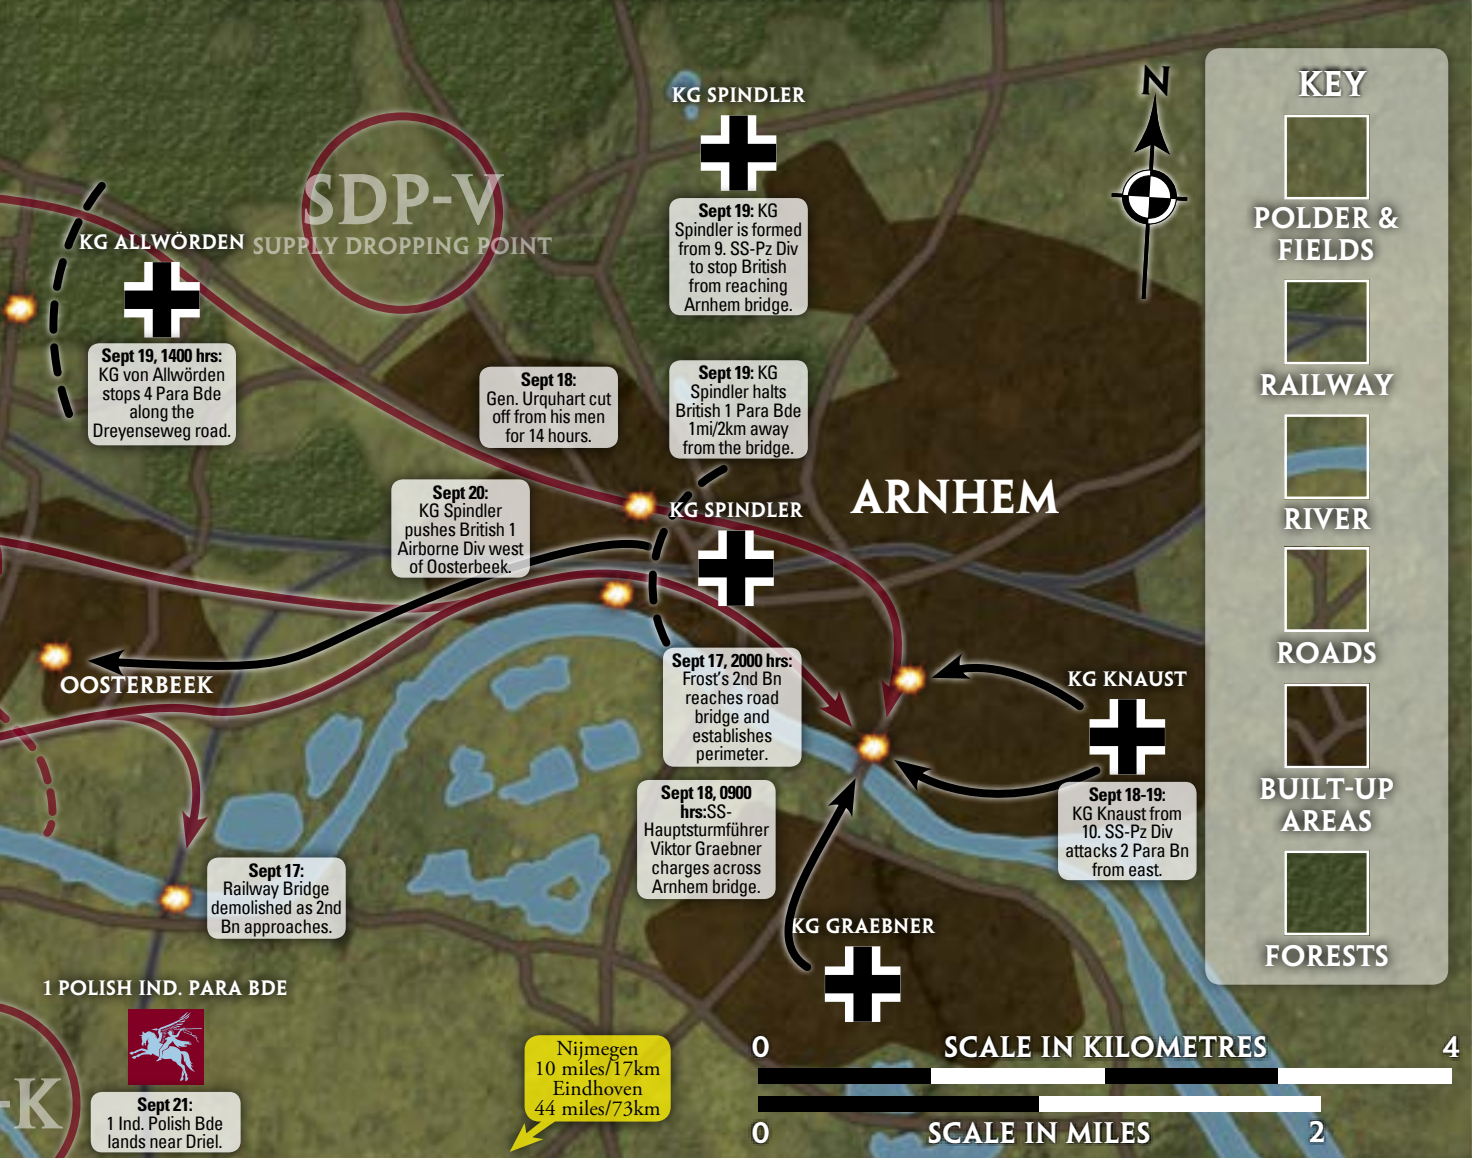 KG SPINDLER
Sept 19: KG
Spindler is formed
from 9. SS-Pz Div
to stop British
from reaching
Arnhem bridge.
SDP-V
SUPPLY DROPPING POINT
KG ALLWÖRDEN
Sept 19, 1400 hrs:
KG von Allwörden
stops 4 Para Bde
along the
Dreyenseweg road.
Sept 18:
Gen. Urquhart cut
off from his men
for 14 hours.
Sept 19: KG
Spindler halts
British 1 Para Bde
1mi/2km away
from the bridge.
Sept 20:
KG Spindler
pushes British 1
Airborne Div west
of Oosterbeek.
KG SPINDLER
ARNHEM
OOSTERBEEK
Sept 17, 2000 hrs:
Frost's 2nd Bn
reaches road
bridge and
establishes
perimeter.
KG KNAUST
Sept 18-19:
KG Knaust from
10. SS-Pz Div
attacks 2 Para Bn
from east.
Sept 18, 0900
hrs:SS-
Hauptsturmführer
Viktor Graebner
charges across
Arnhem bridge.
Sept 17:
Railway Bridge
demolished as 2nd
Bn approaches.
KG GRAEBNER
1 POLISH IND. PARA BDE
Sept 21:
1 Ind. Polish Bde
lands near Driel.
-K
Nijmegen
10 miles/17km
Eindhoven
44 miles/73km
N
KEY
POLDER &
FIELDS
RAILWAY
RIVER
ROADS
BUILT-UP
AREAS
FORESTS
0 SCALE IN KILOMETRES 4
0 SCALE IN MILES 2